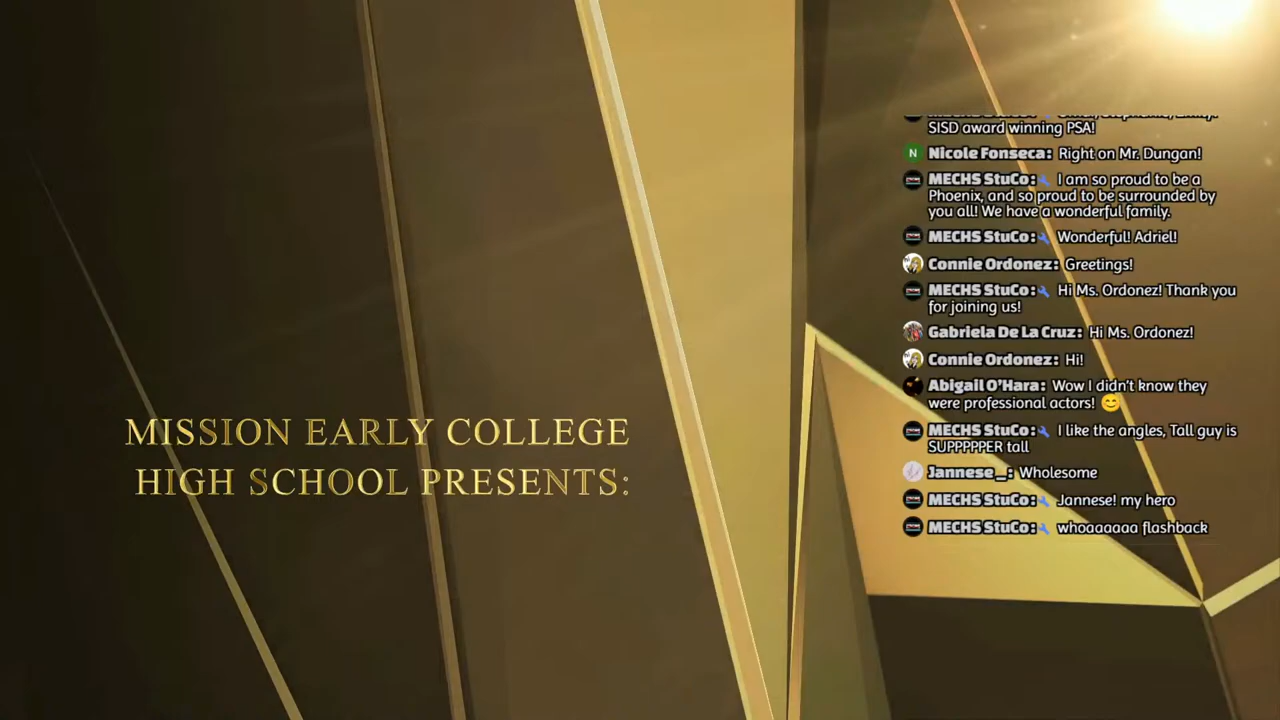 MISSION EARLY COLLEGE
HIGH SCHOOL PRESENTS:
SISD award winning PSA!
N Nicole Fonseca: Right on Mr. Dungan!
MECHS StuCo: I am so proud to be a
Phoenix, and so proud to be surrounded by
you all! We have a wonderful family.
MECHS StuCo: Wonderful! Adriel!
Connie Ordonez: Greetings!
MECHS StuCo: Hi Ms. Ordonez! Thank you
for joining us!
Gabriela De La Cruz: Hi Ms. Ordonez!
Connie Ordonez: Hi!
Abigail O'Hara: Wow I didn't know they
were professional actors! 😊
MECHS StuCo: I like the angles, Tall guy is
SUPPPPPER tall
Jannese_: Wholesome
MECHS StuCo: Jannese! my hero
MECHS StuCo: whoaaaaaa flashback